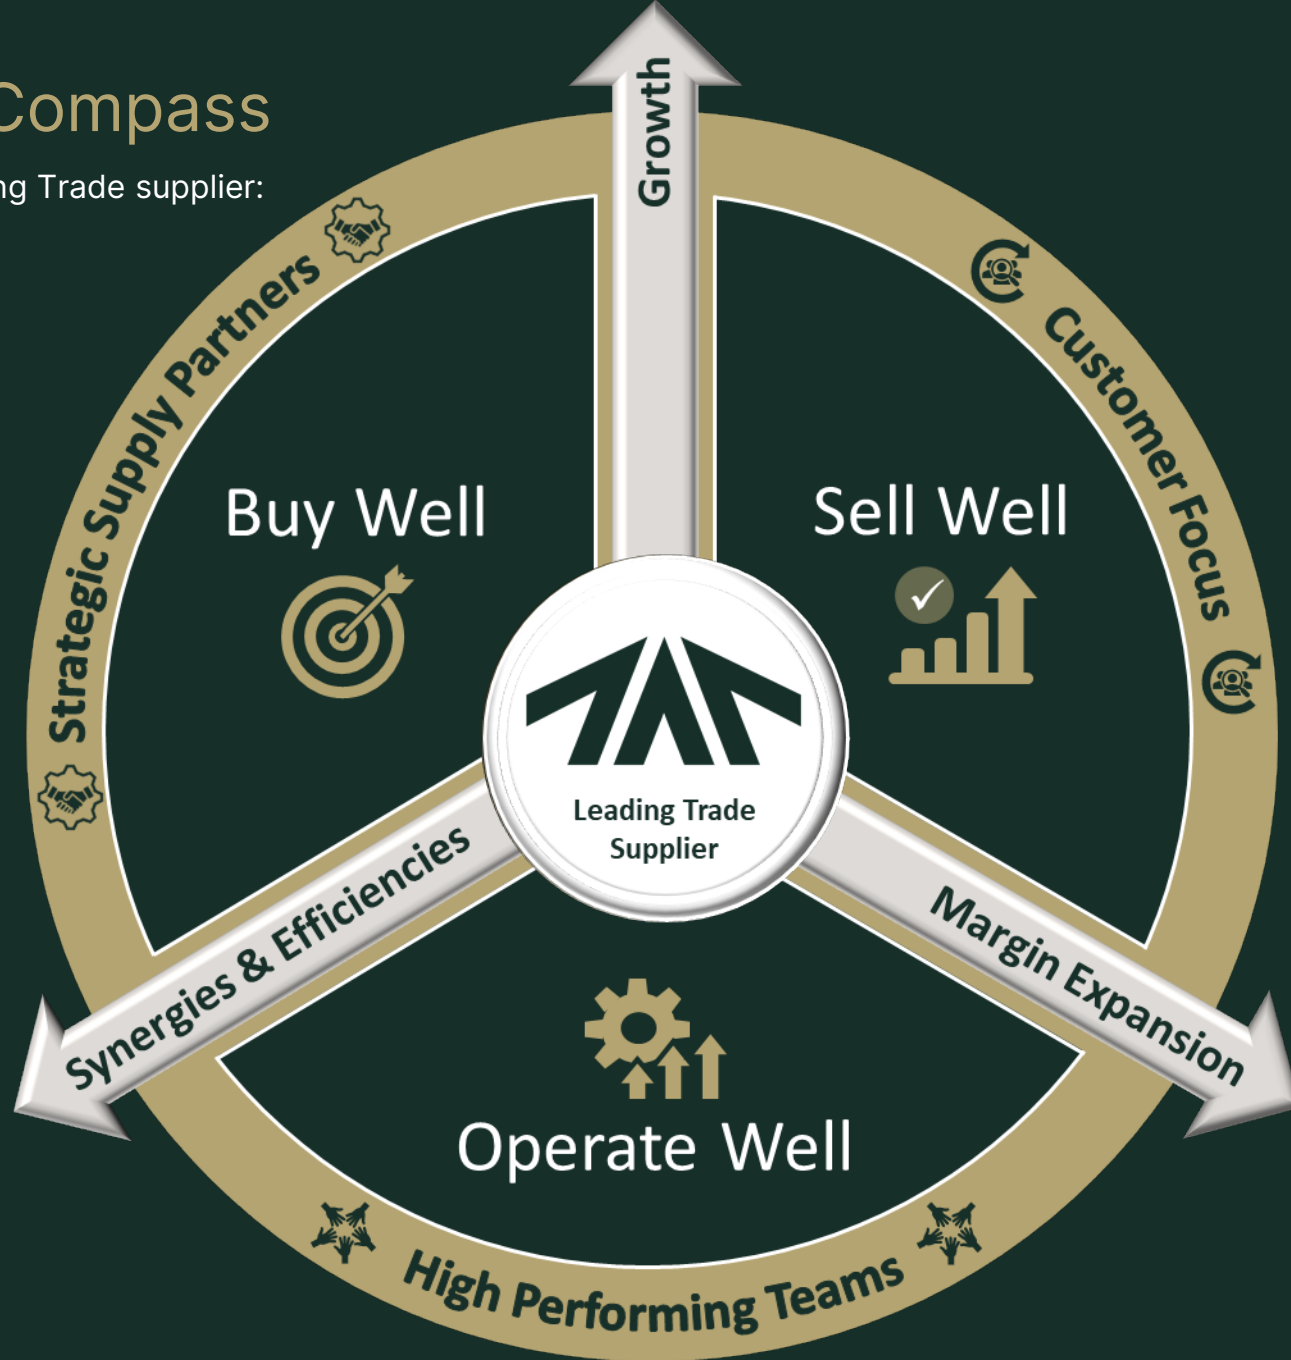 Compass
ng Trade supplier:
Growth
Strategic Supply Partners
Customer Focus
Buy Well
Sell Well
Leading Trade
Supplier
Synergies & Efficiencies
Margin Expansion
Operate Well
High Performing Teams